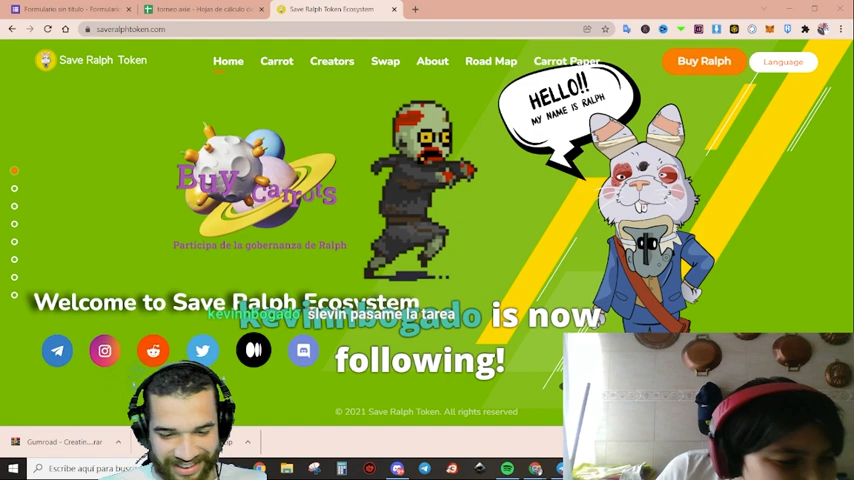 Formulario sin título - Formulario
torneo aeje - Hojas de cálculo de
Save Ralph Token Ecosystem
saveralphtoken.com
Save Ralph Token
Home
Carrot
Creators
Swap
About
Road Map
Carrot Paper
Buy Ralph
Language
HELLO!!
MY NAME IS RALPH
Buy Carrots
Participa de la gobernanza de Ralph
Welcome to Save Ralph Ecosystem
kevinnbogado slevin pasame la tarea
kevinnbogado is now
following!
© 2021 Save Ralph Token. All rights reserved
Gumroad - Creatin....rar
Escribe aquí para bus